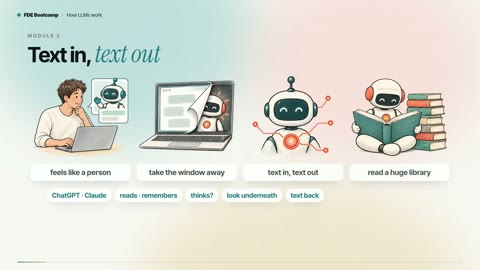 FDE Bootcamp · How LLMs work
MODULE 2
Text in, text out
feels like a person
take the window away
text in, text out
read a huge library
ChatGPT · Claude
reads · remembers
thinks?
look underneath
text back